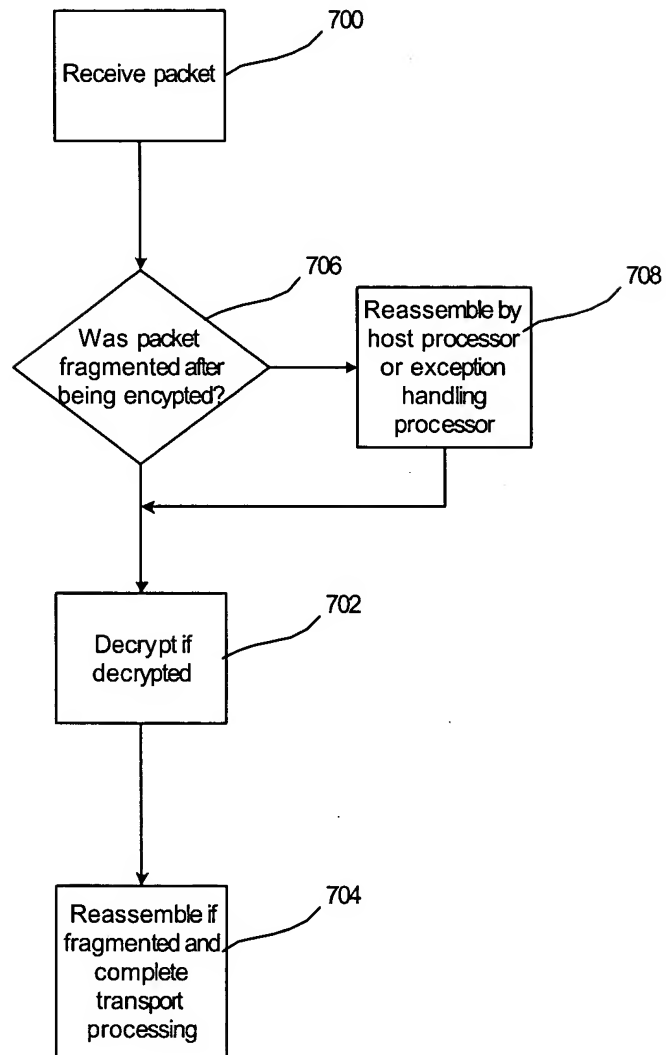 700
Receive packet
706
Was packet
fragmented after
being encypted?
708
Reassemble by
host processor
or exception
handling
processor
702
Decrypt if
decrypted
704
Reassemble if
fragmented and
complete
transport
processing